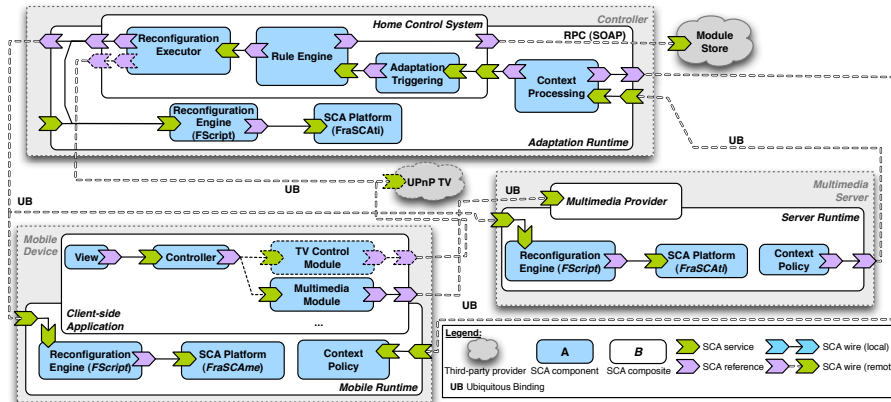 Home Control System
Controller
Reconfiguration
Executor
Rule Engine
Adaptation
Triggering
Context
Processing
RPC (SOAP)
Module
Store
Reconfiguration
Engine (FScript)
SCA Platform
(FraSCAti)
Adaptation Runtime
UB
UB
UPnP TV
UB
UB
Multimedia
Server
Multimedia Provider
Server Runtime
Reconfiguration
Engine (FScript)
SCA Platform
(FraSCAti)
Context
Policy
Mobile
Device
View
Controller
TV Control
Module
Multimedia
Module
...
Client-side
Application
UB
Reconfiguration
Engine (FScript)
SCA Platform
(FraSCAme)
Context
Policy
Mobile Runtime
Legend:
Third-party provider
A
SCA component
B
SCA composite
SCA service
SCA reference
SCA wire (local)
SCA wire (remot
UB Ubiquitous Binding